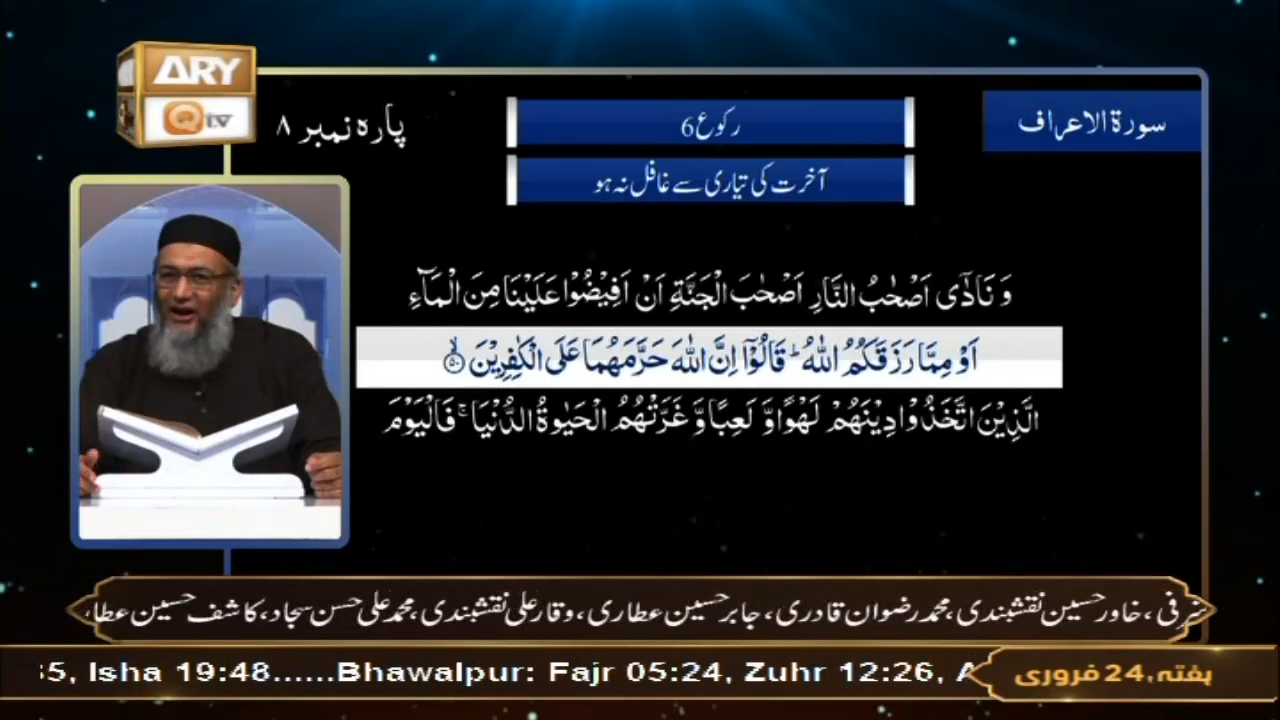 ARY
Qtv
پارہ نمبر ۸
رکوع 6
سورۃ الاعراف
آخرت کی تیاری سے غافل نہ ہو
وَ نَادٰۤى اَصْحٰبُ النَّارِ اَصْحٰبَ الْجَنَّةِ اَنْ اَفِیْضُوْا عَلَیْنَا مِنَ الْمَآءِ
اَوْ مِمَّا رَزَقَكُمُ اللّٰهُؕ قَالُوْۤا اِنَّ اللّٰهَ حَرَّمَهُمَا عَلَى الْكٰفِرِیْنَۙ۵۰
الَّذِیْنَ اتَّخَذُوْا دِیْنَهُمْ لَهْوًا وَّ لَعِبًا وَّ غَرَّتْهُمُ الْحَیٰوةُ الدُّنْیَاۚ فَالْیَوْمَ
، خاور حسین نقشبندی، محمد رضوان قادری، جابر حسین عطاری، وقار علی نقشبندی، محمد علی حسن سجاد، کاشف حسین
35, Isha 19:48......Bhawalpur: Fajr 05:24, Zuhr 12:26, A
ہفتہ، 24 فروری